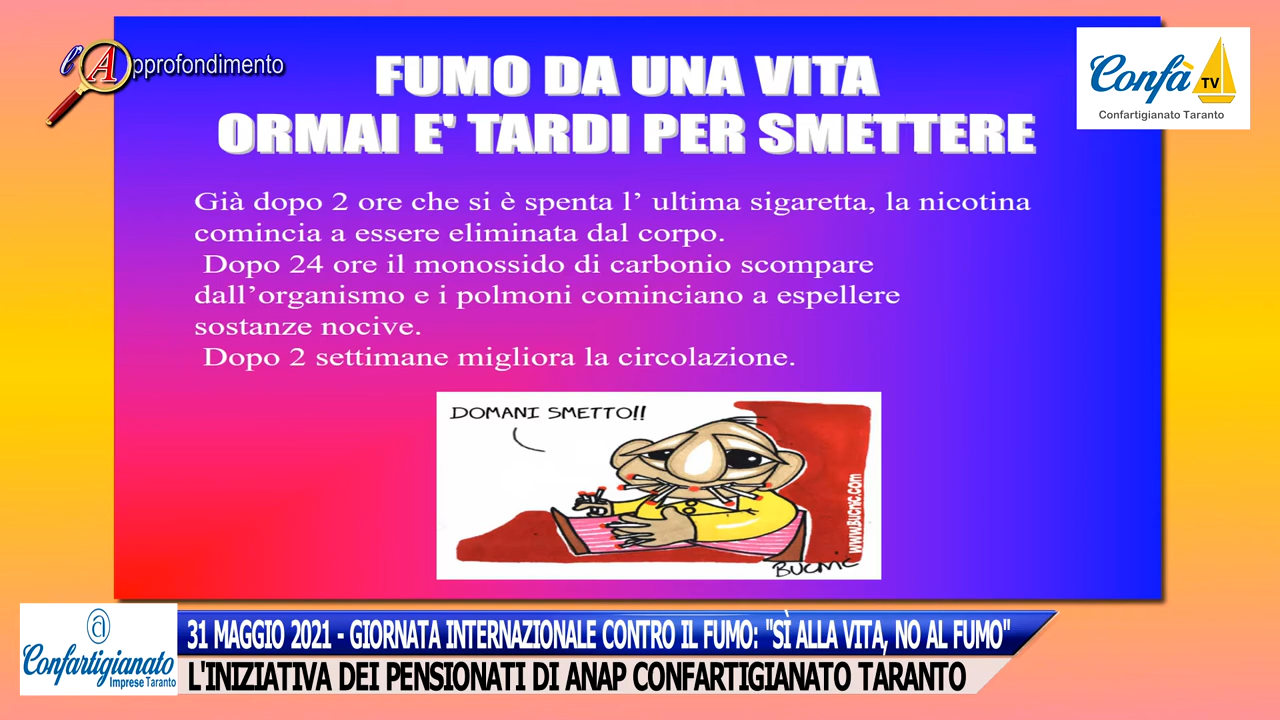 l'Approfondimento
Confà TV
Confartigianato Taranto
FUMO DA UNA VITA
ORMAI E' TARDI PER SMETTERE
Già dopo 2 ore che si è spenta l’ ultima sigaretta, la nicotina
comincia a essere eliminata dal corpo.
Dopo 24 ore il monossido di carbonio scompare
dall’organismo e i polmoni cominciano a espellere
sostanze nocive.
Dopo 2 settimane migliora la circolazione.
DOMANI SMETTO!!
www.BUCNIC.com
BUCNIC
@
Confartigianato
Imprese Taranto
31 MAGGIO 2021 - GIORNATA INTERNAZIONALE CONTRO IL FUMO: "SÌ ALLA VITA, NO AL FUMO"
L'INIZIATIVA DEI PENSIONATI DI ANAP CONFARTIGIANATO TARANTO